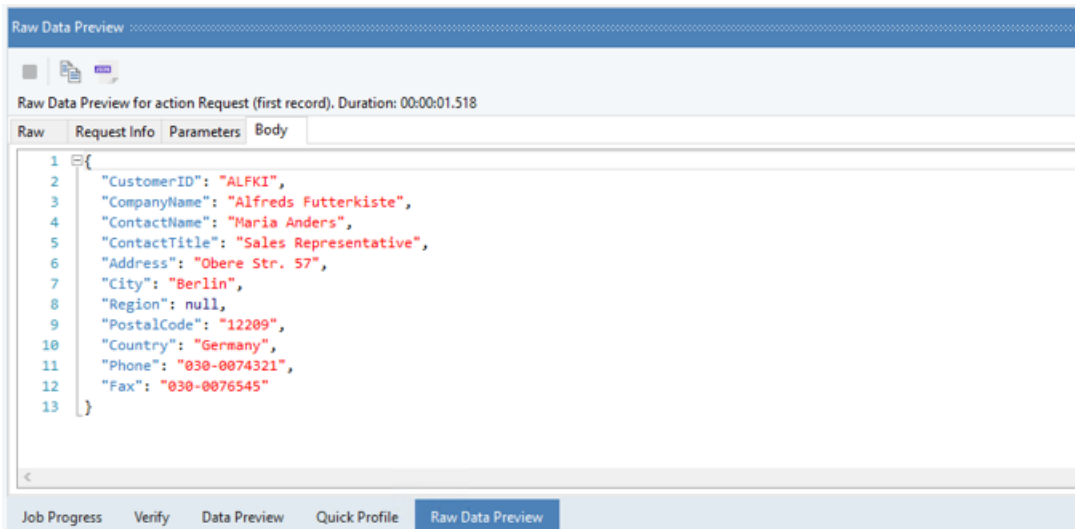 Raw Data Preview
JSON
Raw Data Preview for action Request (first record). Duration: 00:00:01.518
Raw Request Info Parameters Body
1 {
2 "CustomerID": "ALFKI",
3 "CompanyName": "Alfreds Futterkiste",
4 "ContactName": "Maria Anders",
5 "ContactTitle": "Sales Representative",
6 "Address": "Obere Str. 57",
7 "City": "Berlin",
8 "Region": null,
9 "PostalCode": "12209",
10 "Country": "Germany",
11 "Phone": "030-0074321",
12 "Fax": "030-0076545"
13 }
Job Progress Verify Data Preview Quick Profile Raw Data Preview